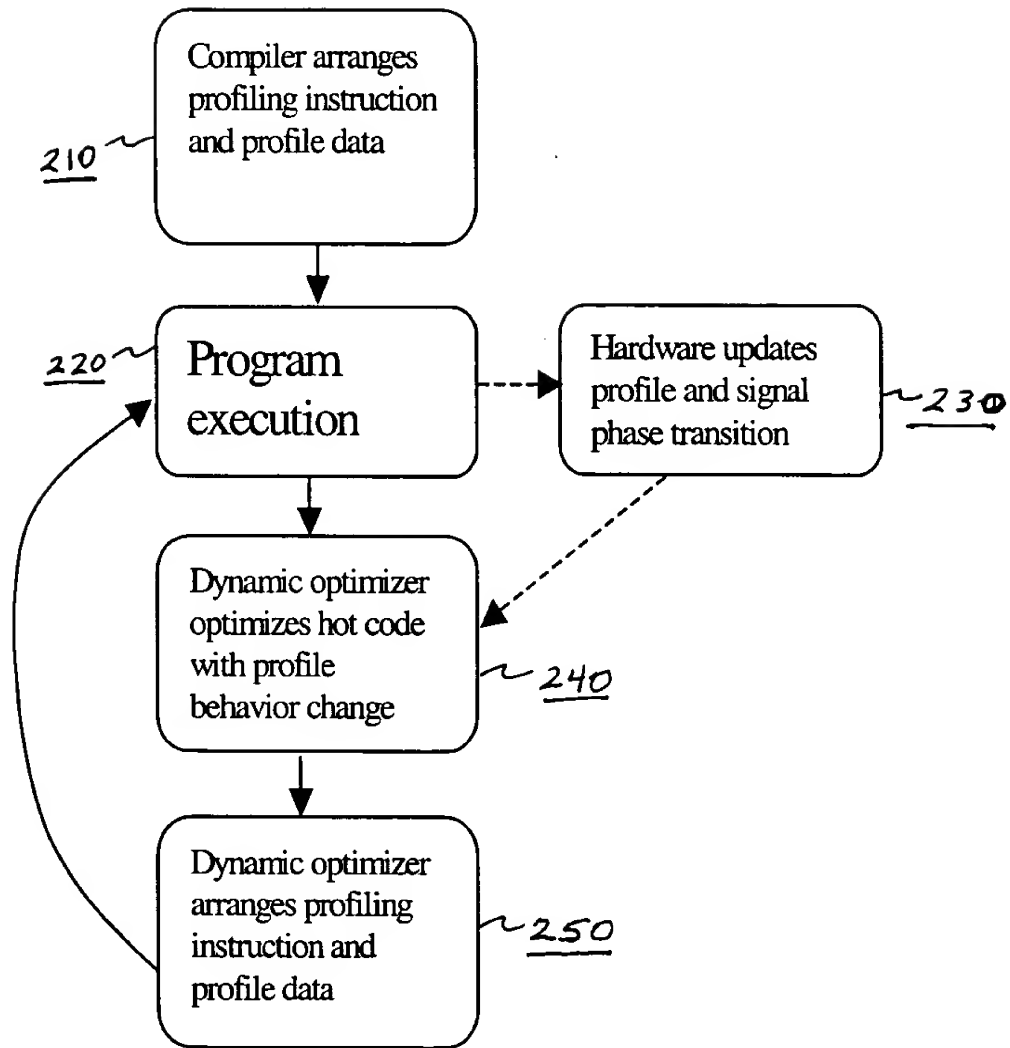 Compiler arranges
profiling instruction
and profile data
210
Program
execution
220
Hardware updates
profile and signal
phase transition
230
Dynamic optimizer
optimizes hot code
with profile
behavior change
240
Dynamic optimizer
arranges profiling
instruction and
profile data
250